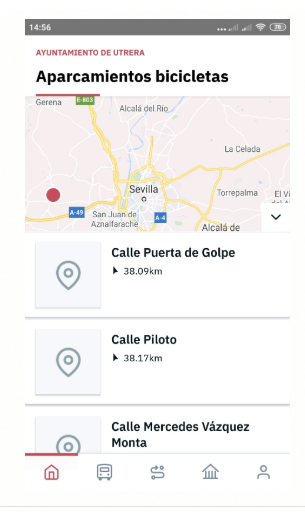 14:56
78
AYUNTAMIENTO DE UTRERA
Aparcamientos bicicletas
Gerena
E-803
Alcalá del Río
La Celada
Sevilla
Torrepalma
El Vi
A-49
San Juan de
Aznalfarache
A-4
Alcalá de
Calle Puerta de Golpe
38.09km
Calle Piloto
38.17km
Calle Mercedes Vázquez
Monta